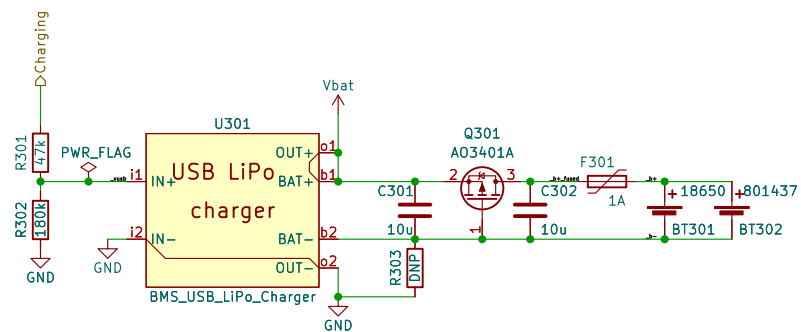 Charging
R301
47k
PWR_FLAG
_vusb
R302
180k
GND
GND
U301
USB LiPo
charger
i1
IN+
i2
IN-
OUT+
o1
BAT+
b1
BAT-
b2
OUT-
o2
BMS_USB_LiPo_Charger
Vbat
C301
10u
R303
DNP
GND
Q301
AO3401A
2
3
1
C302
10u
_b+_fused
F301
1A
_b+
_b-
+
18650
BT301
+
801437
BT302